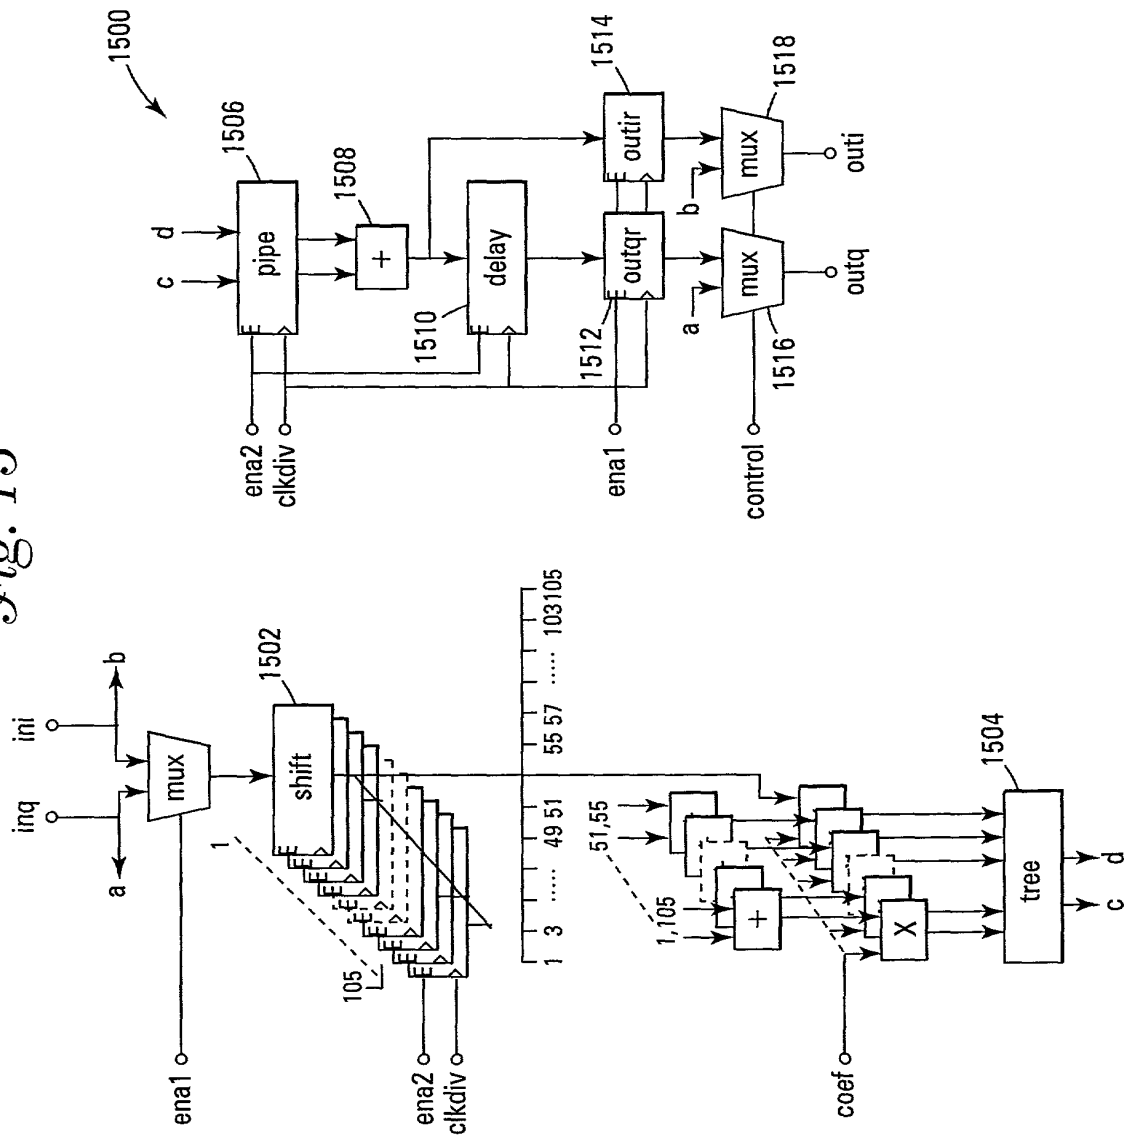 Fig. 15
1500
inq
ini
a
b
mux
ena1
1502
shift
1
105
ena2
clkdiv
1
3
.....
49
51
55
57
.....
103
105
51,55
1,105
+
X
coef
1504
tree
c
d
c
d
1506
pipe
ena2
clkdiv
1508
+
1510
delay
1512
outqr
1514
outir
ena1
a
b
mux
mux
1516
1518
control
outq
outi